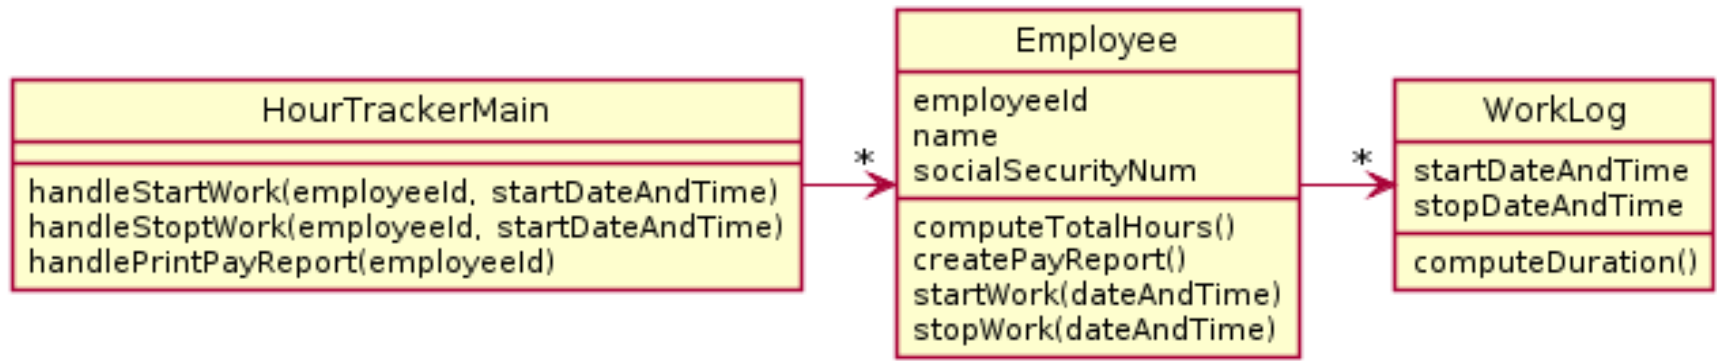 HourTrackerMain
handleStartWork(employeeId, startDateAndTime)
handleStoptWork(employeeId, startDateAndTime)
handlePrintPayReport(employeeId)
*
Employee
employeeId
name
socialSecurityNum
computeTotalHours()
createPayReport()
startWork(dateAndTime)
stopWork(dateAndTime)
*
WorkLog
startDateAndTime
stopDateAndTime
computeDuration()